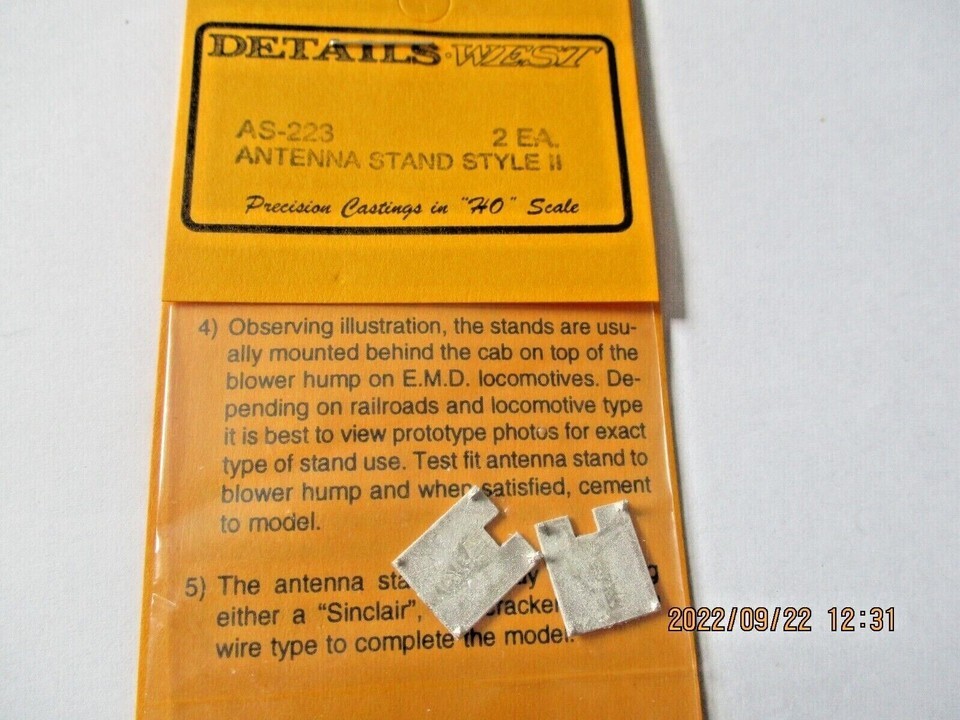 DETAILS WEST
AS-223 2 EA.
ANTENNA STAND STYLE II
Precision Castings in "HO" Scale
4) Observing illustration, the stands are usu-
ally mounted behind the cab on top of the
blower hump on E.M.D. locomotives. De-
pending on railroads and locomotive type
it is best to view prototype photos for exact
type of stand use. Test fit antenna stand to
blower hump and when satisfied, cement
to model.
5) The antenna
either a “Sinclair”,
wire type to complete the model.
2022/09/22 12:31